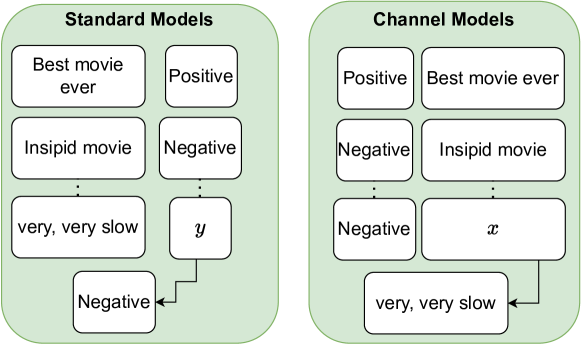 Standard Models
Best movie
ever
Positive
Insipid movie
Negative
very, very slow
y
Negative
Channel Models
Positive
Best movie ever
Negative
Insipid movie
Negative
x
very, very slow